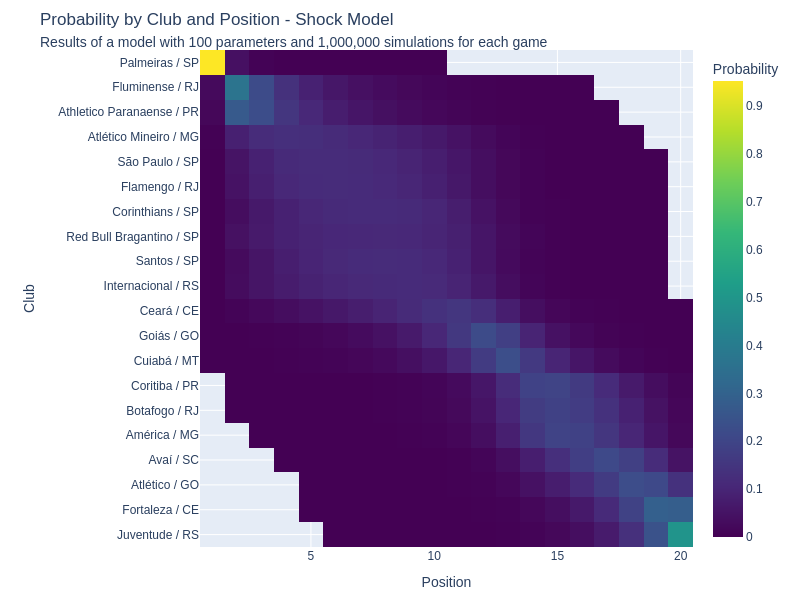 Probability by Club and Position - Shock Model
Results of a model with 100 parameters and 1,000,000 simulations for each game
Probability
Palmeiras / SP
Fluminense / RJ
Athletico Paranaense / PR
Atlético Mineiro / MG
São Paulo / SP
Flamengo / RJ
Corinthians / SP
Red Bull Bragantino / SP
Santos / SP
Internacional / RS
Ceará / CE
Goiás / GO
Cuiabá / MT
Coritiba / PR
Botafogo / RJ
América / MG
Avaí / SC
Atlético / GO
Fortaleza / CE
Juventude / RS
Club
5
10
15
20
Position
0.9
0.8
0.7
0.6
0.5
0.4
0.3
0.2
0.1
0